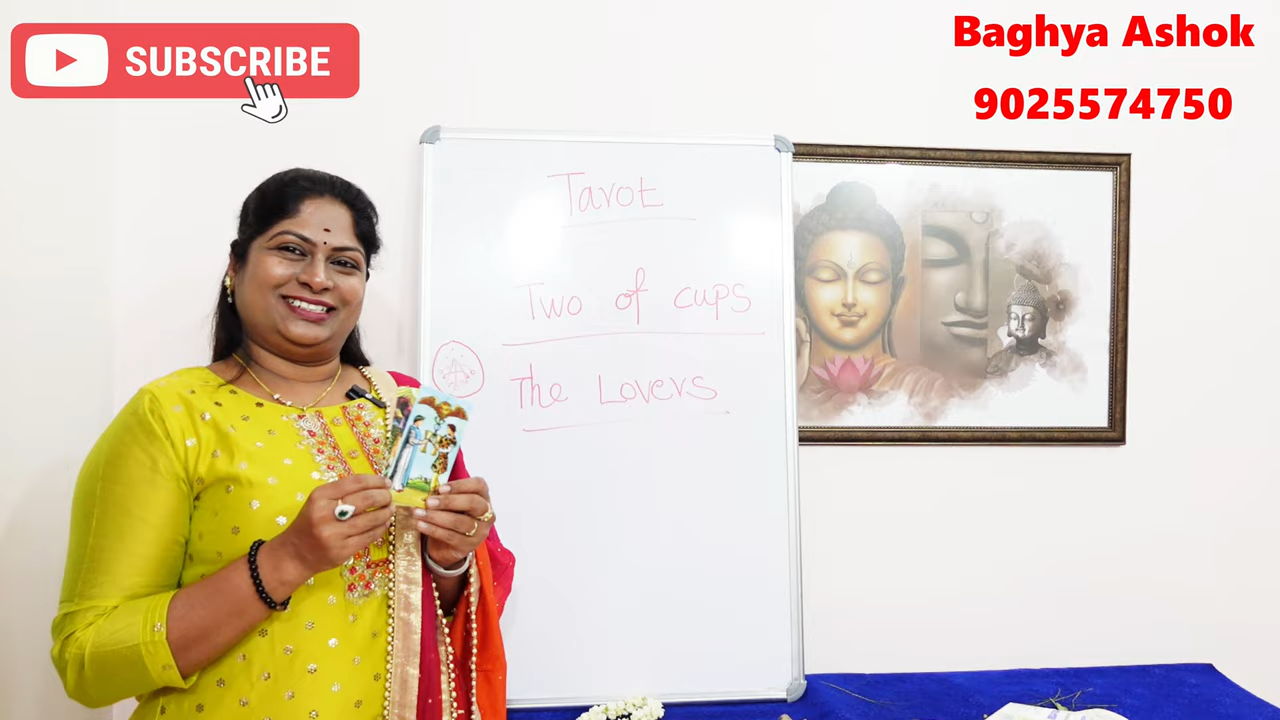 SUBSCRIBE
Baghya Ashok
9025574750
Tarot
Two of cups
The Lovers